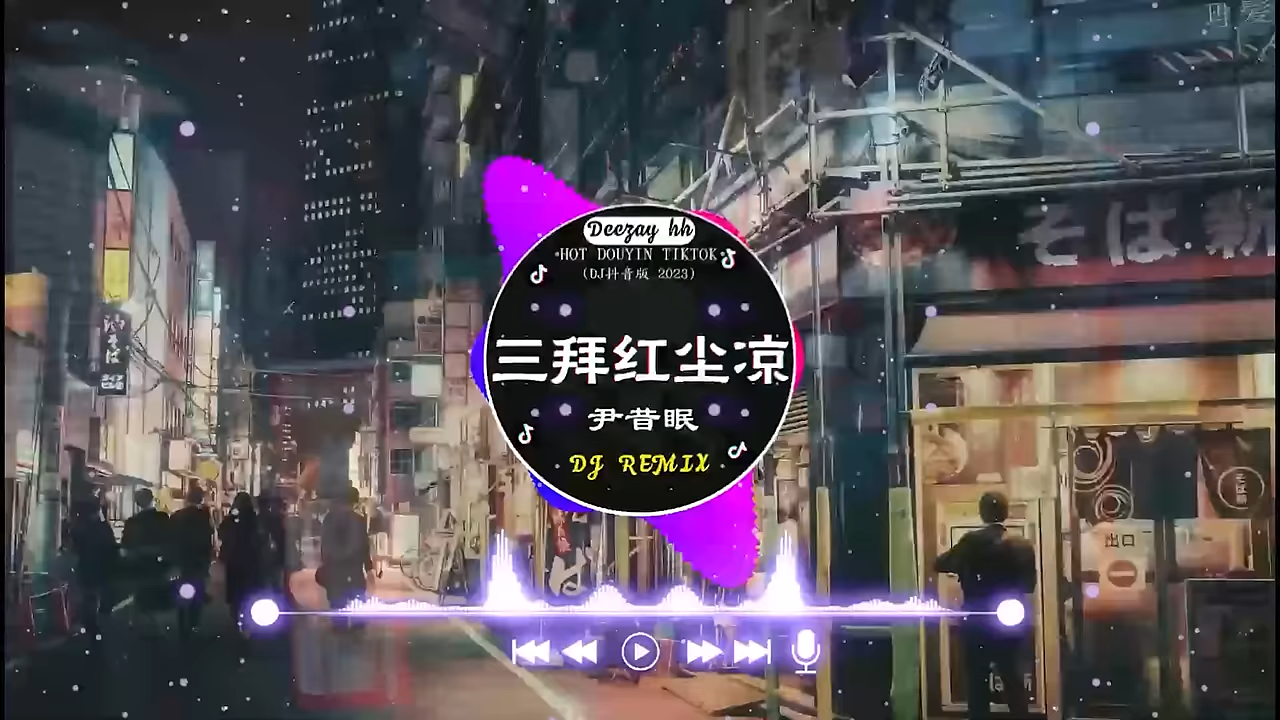 Deezay hh
HOT DOUYIN TIKTOK
(DJ抖音版 2023)
三拜红尘凉
尹昔眠
DJ REMIX
そば新
出口